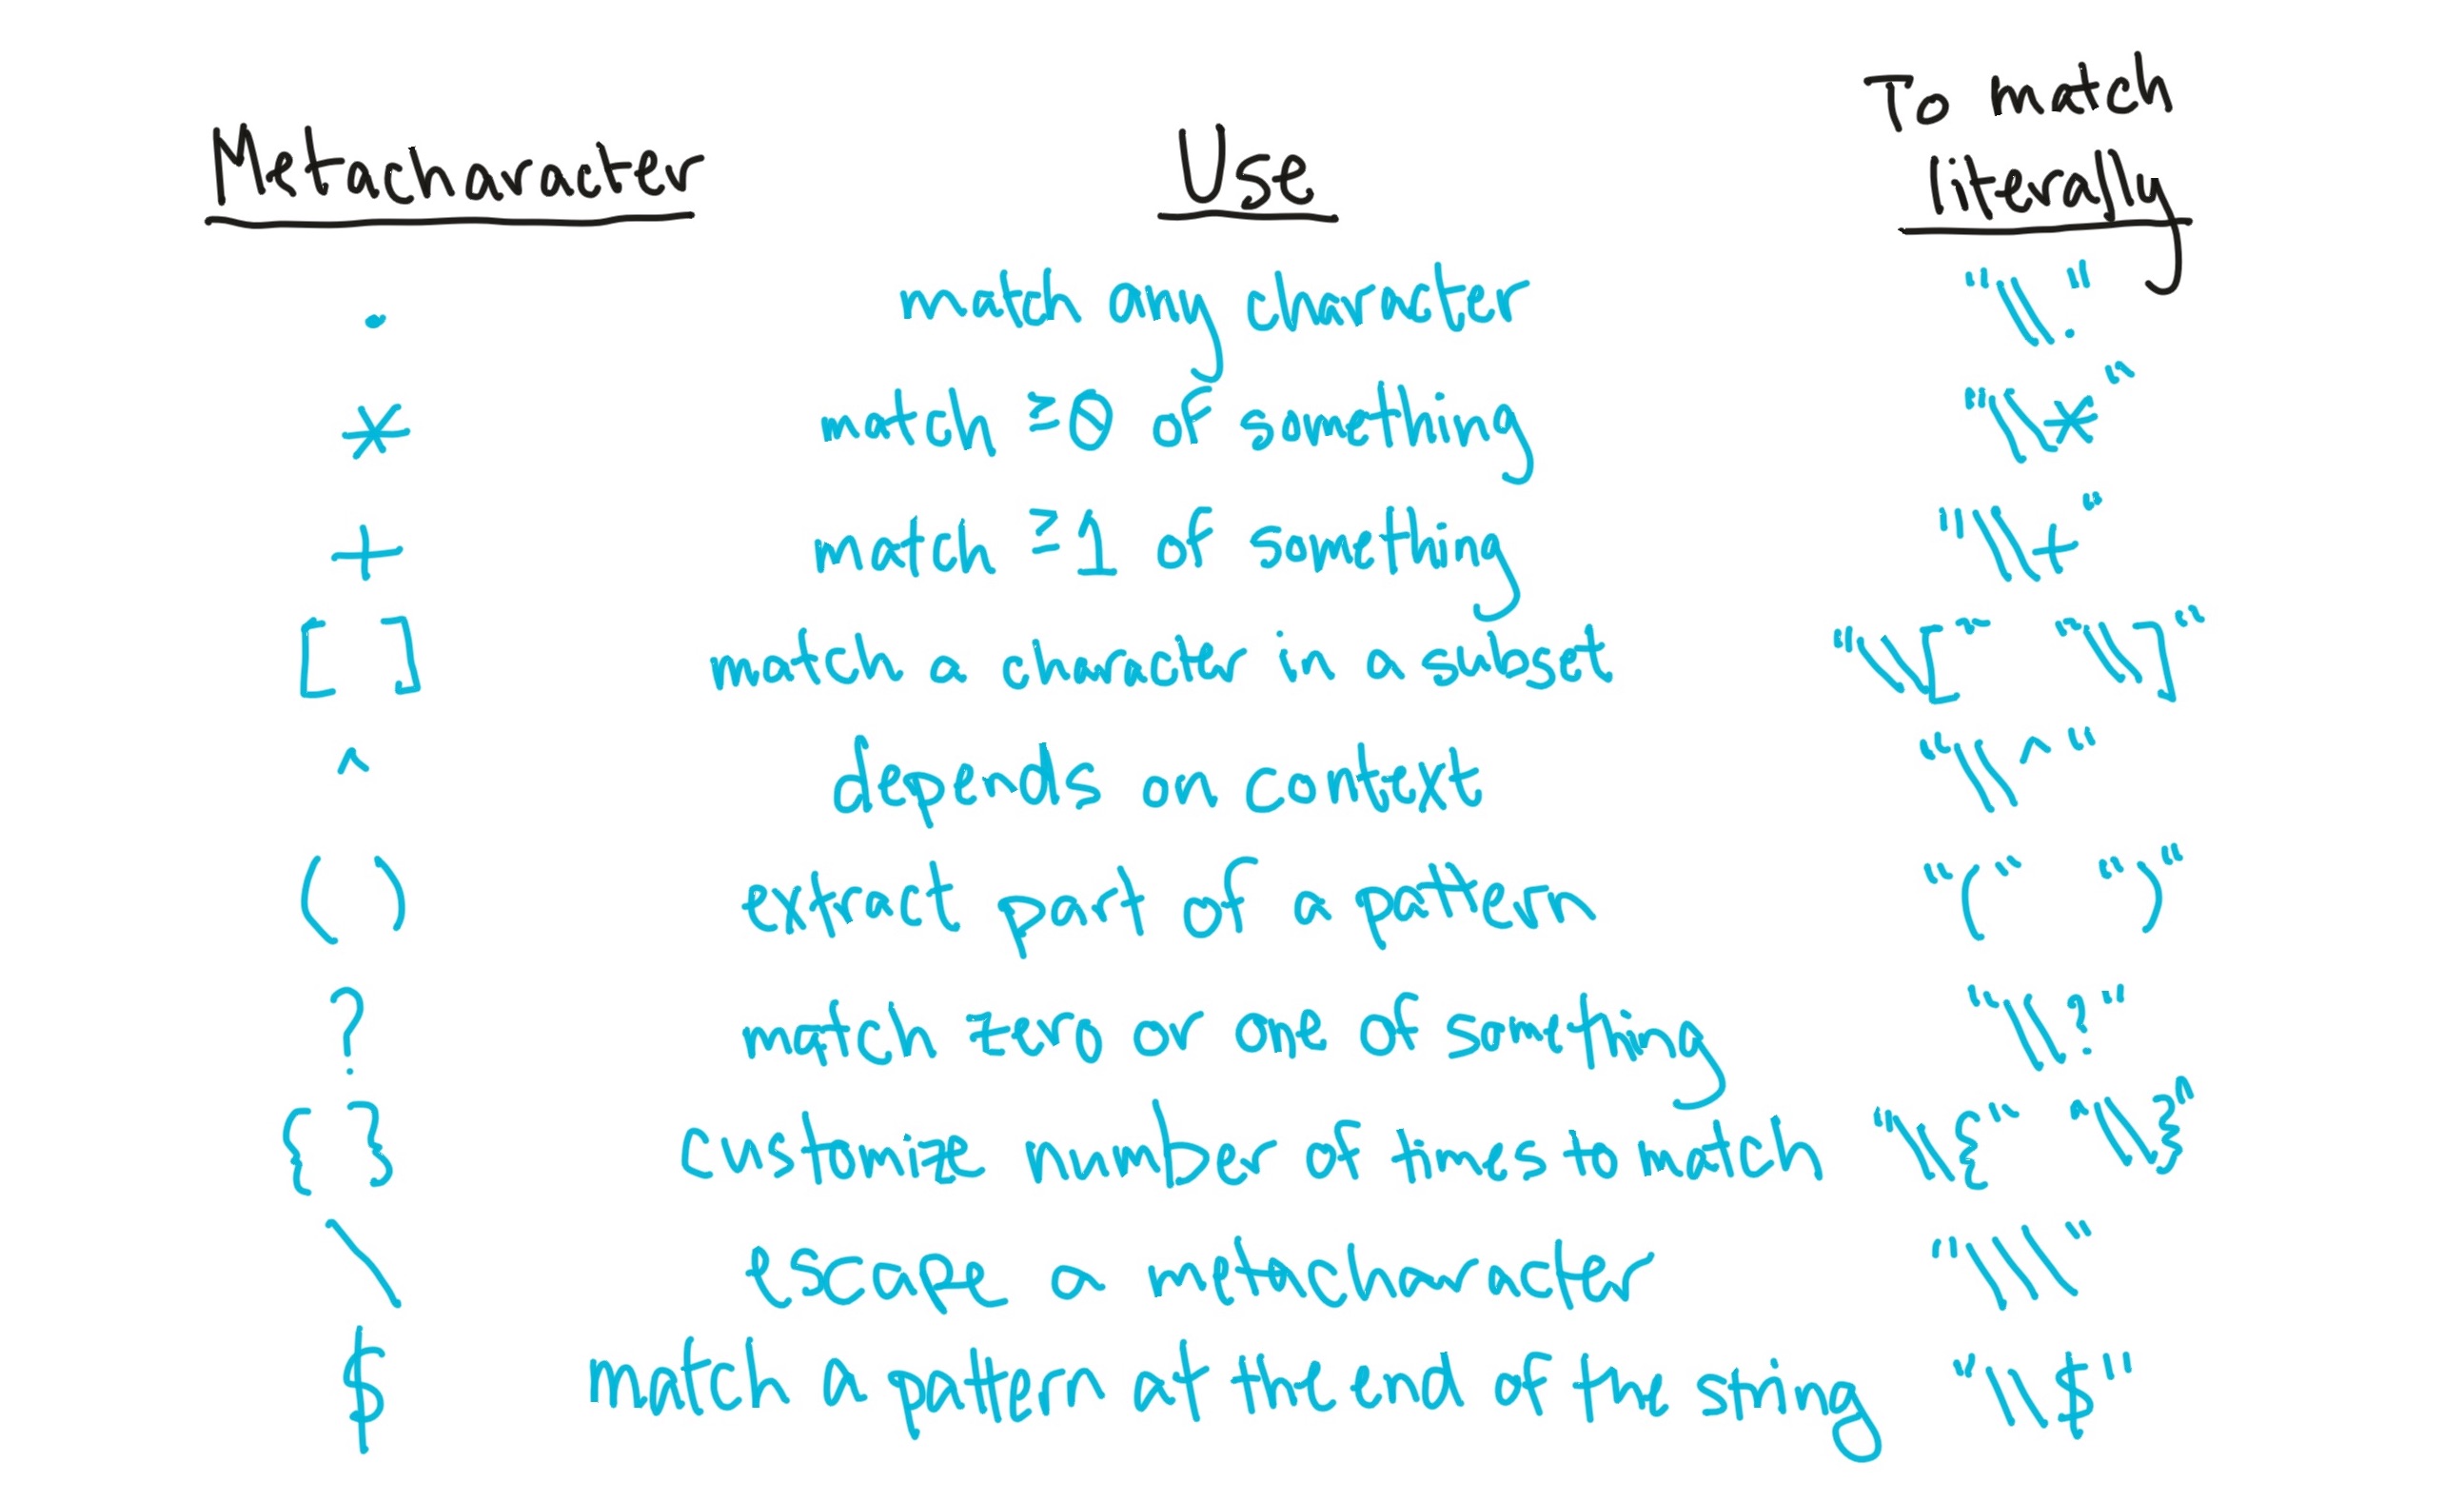 Metacharacter Use To match literally
. match any character "\\."
* match ≥0 of something "\\*"
+ match ≥1 of something "\\+"
[ ] match a character in a subset "\\[" "\\]"
^ depends on context "\\^"
( ) extract part of a pattern "(" ")"
? match zero or one of something "\\?"
{ } customize number of times to match "\\{" "\\}"
\ escape a metacharacter "\\\"
$ match a pattern at the end of the string "\\$"